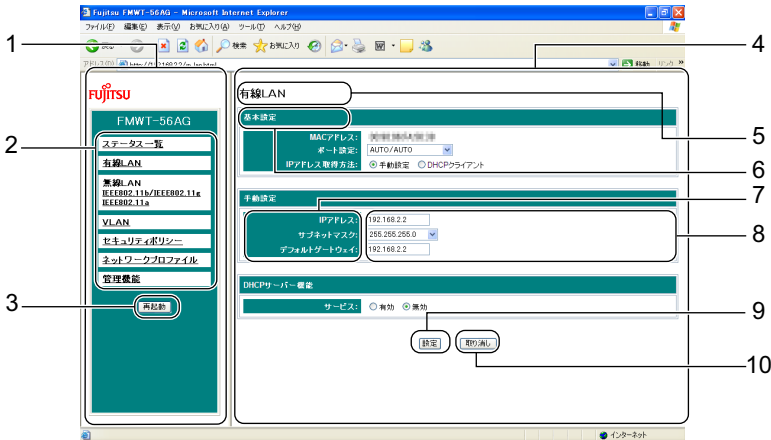 Fujitsu FMWT-56AG - Microsoft Internet Explorer
ファイル(F) 編集(E) 表示(V) お気に入り(A) ツール(T) ヘルプ(H)
検索 お気に入り
移動 リンク »
1
2
3
FUJITSU
FMWT-56AG
ステータス一覧
有線LAN
無線LAN
IEEE802.11b/IEEE802.11g
IEEE802.11a
VLAN
セキュリティポリシー
ネットワークプロファイル
管理機能
再起動
有線LAN
基本設定
MACアドレス:
ポート設定: AUTO/AUTO
IPアドレス取得方法: 手動設定 DHCPクライアント
手動設定
IPアドレス: 192.168.2.2
サブネットマスク: 255.255.255.0
デフォルトゲートウェイ: 192.168.2.2
DHCPサーバー機能
サービス: 有効 無効
設定 取り消し
4
5
6
7
8
9
10
インターネット